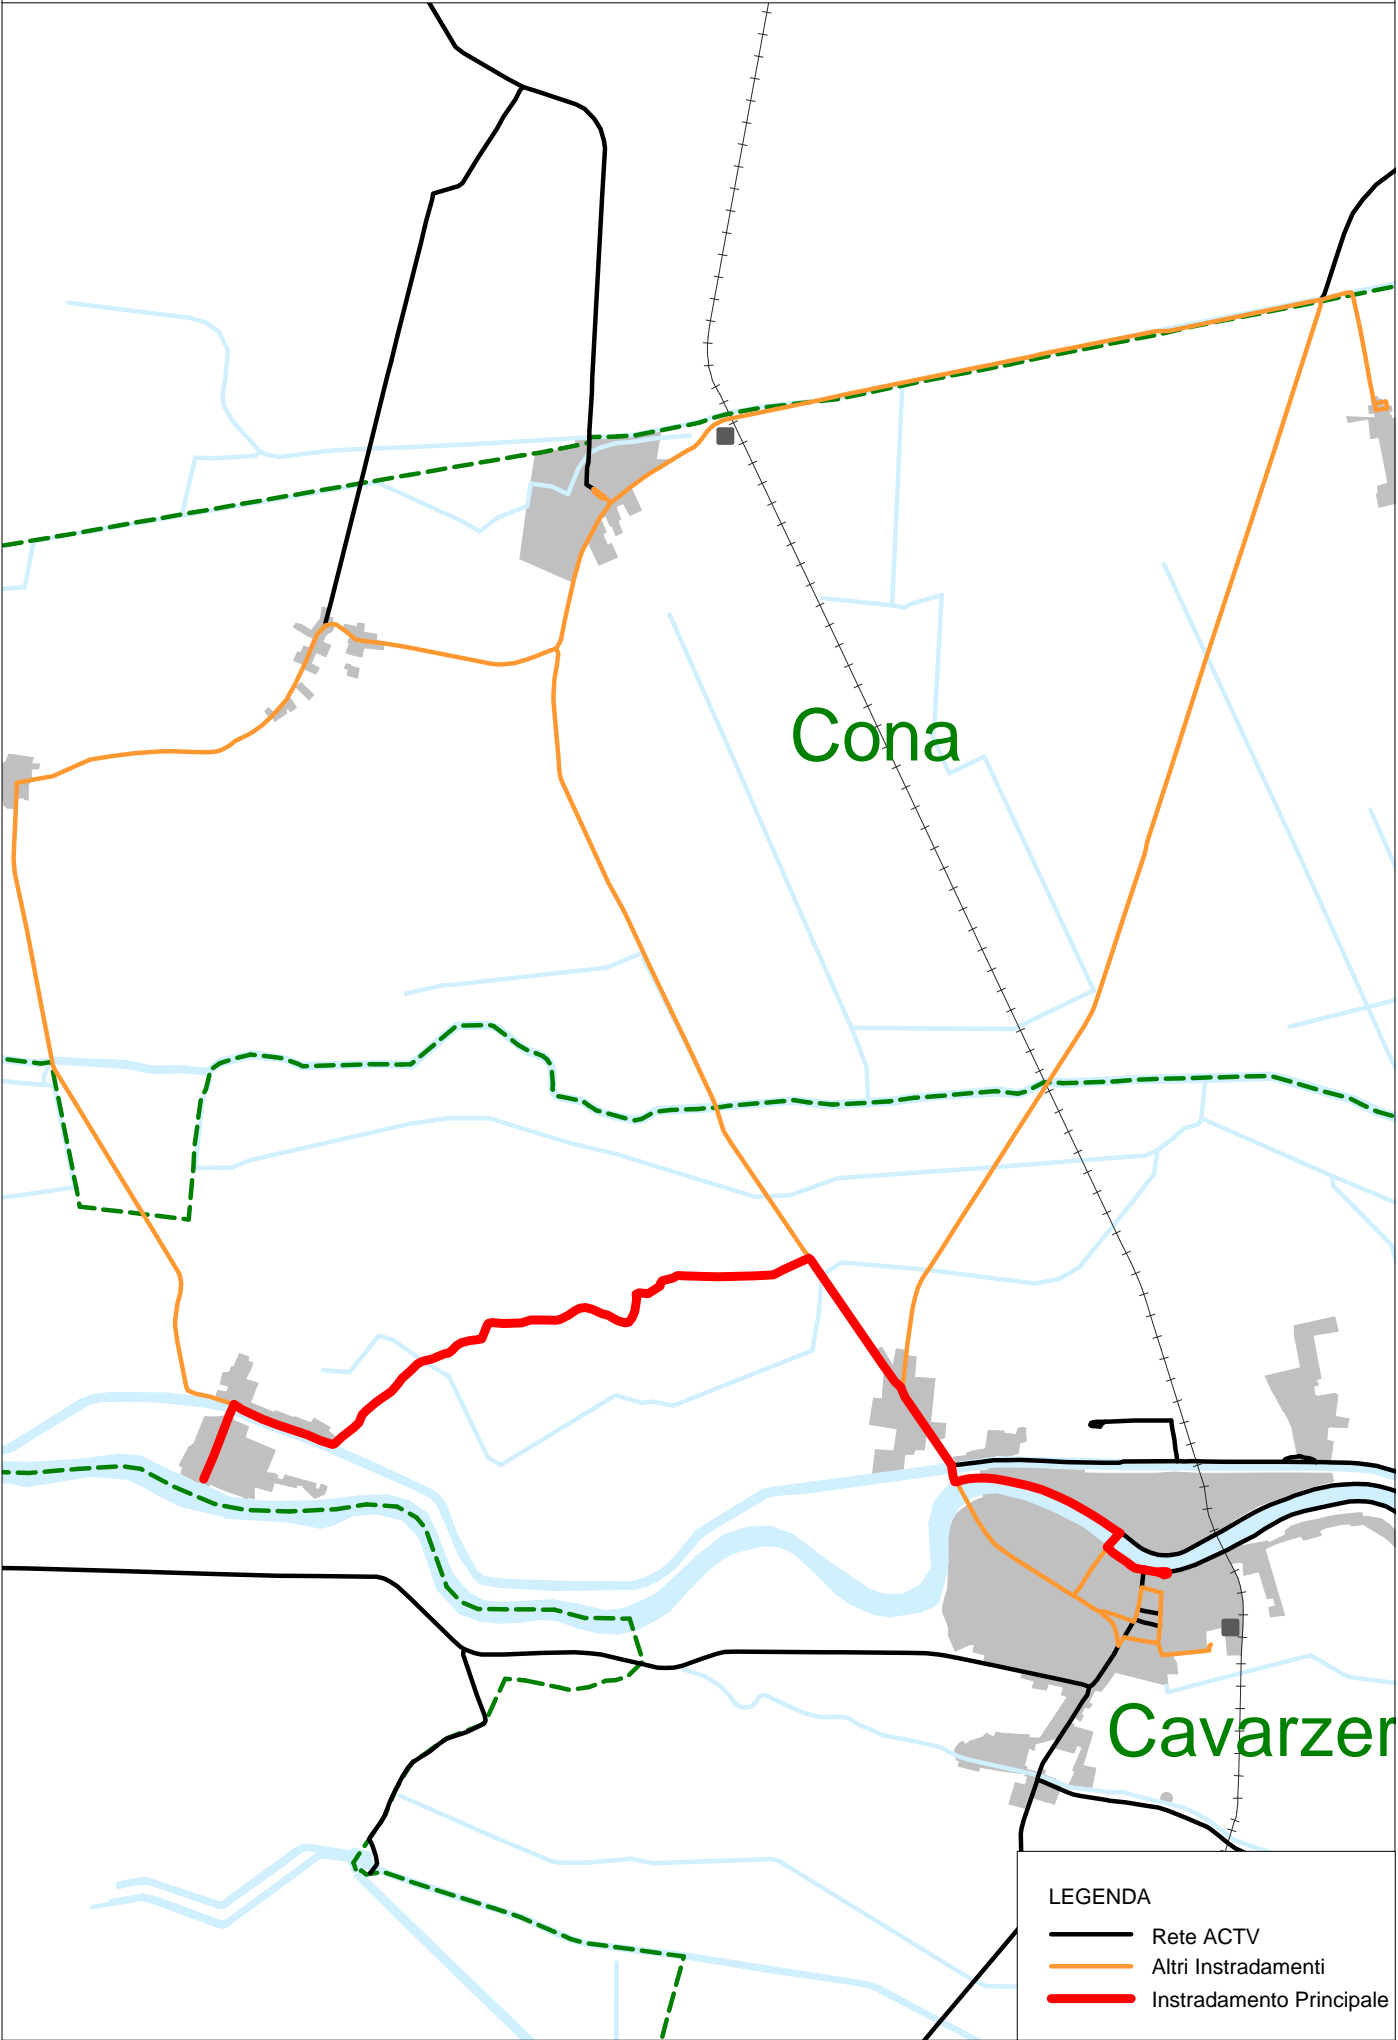 Cona
Cavarzer
LEGENDA
Rete ACTV
Altri Instradamenti
Instradamento Principale